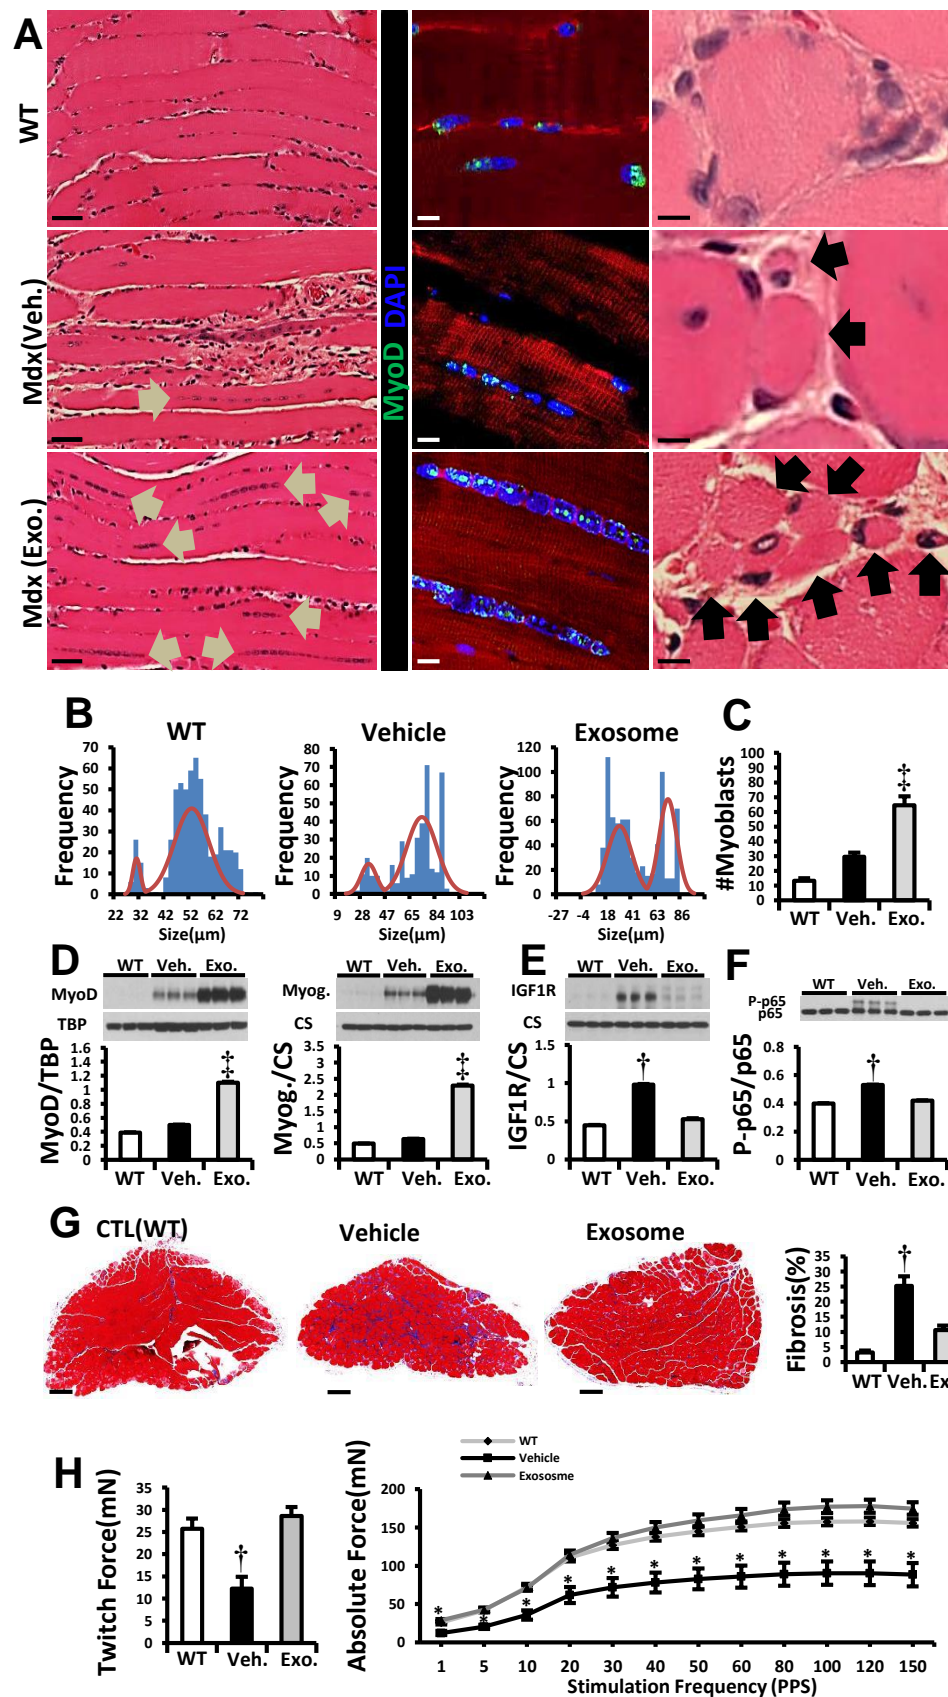 A
WT
Mdx(Veh.)
Mdx (Exo.)
MyoD DAPI
B
WT
Vehicle
Exosome
Frequency
70
60
50
40
30
20
10
0
22 32 42 52 62 72
Size(µm)
Frequency
80
70
60
50
40
30
20
10
0
9 28 47 65 84 103
Size(µm)
Frequency
120
100
80
60
40
20
0
-27 -4 18 41 63 86
Size(µm)
C
#Myoblasts
100
90
80
70
60
50
40
30
20
10
0
‡
WT Veh. Exo.
D
WT Veh. Exo.
MyoD
TBP
MyoD/TBP
1.6
1.4
1.2
1
0.8
0.6
0.4
0.2
0
‡
WT Veh. Exo.
WT Veh. Exo.
Myog.
CS
Myog./CS
3.5
3
2.5
2
1.5
1
0.5
0
‡
WT Veh. Exo.
E
WT Veh. Exo.
IGF1R
CS
IGF1R/CS
1.5
1
0.5
0
†
WT Veh. Exo.
F
WT Veh. Exo.
P-p65
p65
P-p65/p65
0.8
0.6
0.4
0.2
0
†
WT Veh. Exo.
G
CTL(WT)
Vehicle
Exosome
Fibrosis(%)
35
30
25
20
15
10
5
0
†
WT Veh. Ex
H
Twitch Force(mN)
35
30
25
20
15
10
5
0
†
WT Veh. Exo.
WT
Vehicle
Exososme
Absolute Force(mN)
200
150
100
50
0
* * * * * * * * * * * *
1 5 10 20 30 40 50 60 80 100 120 150
Stimulation Frequency (PPS)